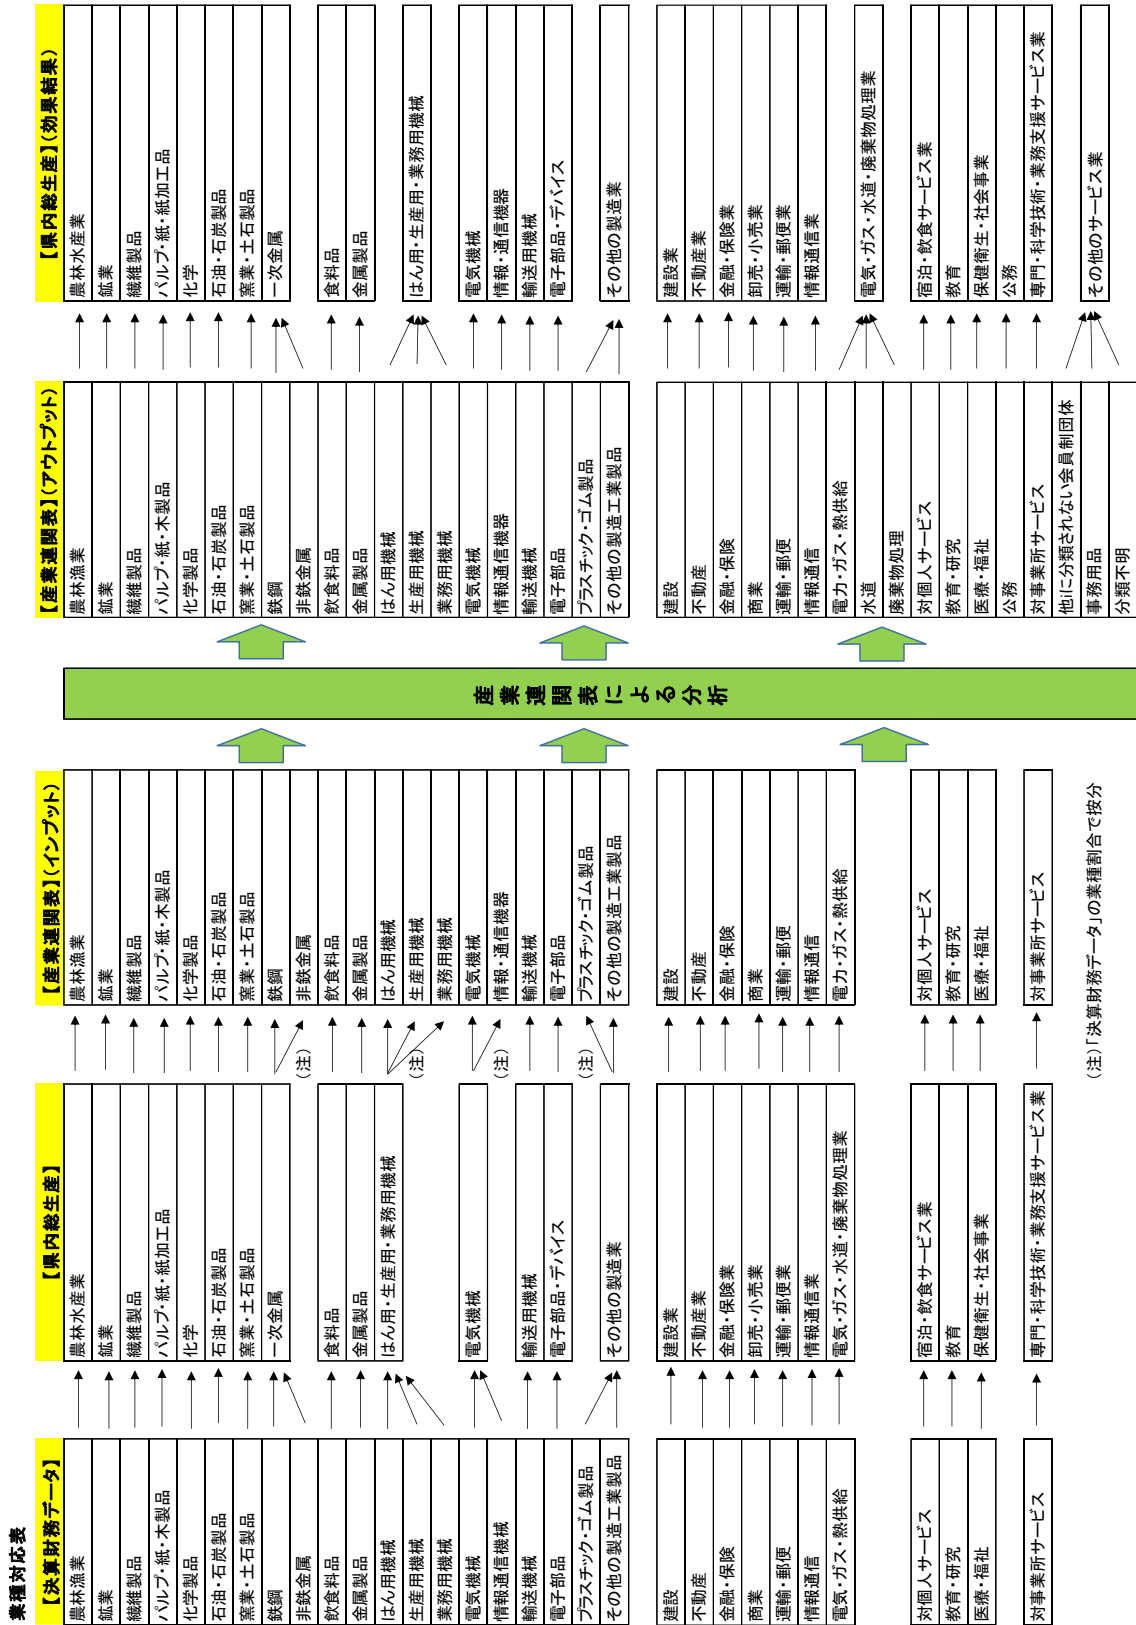 業種対応表
【決算財務データ】
農林漁業
鉱業
繊維製品
パルプ・紙・木製品
化学製品
石油・石炭製品
窯業・土石製品
鉄鋼
非鉄金属
飲食料品
金属製品
はん用機械
生産用機械
業務用機械
電気機械
情報通信機械
輸送機械
電子部品
プラスチック・ゴム製品
その他の製造工業製品
建設
不動産
金融・保険
商業
運輸・郵便
情報通信
電気・ガス・熱供給
対個人サービス
教育・研究
医療・福祉
対事業所サービス
【県内総生産】
農林水産業
鉱業
繊維製品
パルプ・紙・紙加工品
化学
石油・石炭製品
窯業・土石製品
一次金属
食料品
金属製品
はん用・生産用・業務用機械
電気機械
輸送用機械
電子部品・デバイス
その他の製造業
建設業
不動産業
金融・保険業
卸売・小売業
運輸・郵便業
情報通信業
電気・ガス・水道・廃棄物処理業
宿泊・飲食サービス業
教育
保健衛生・社会事業
専門・科学技術・業務支援サービス業
(注)
(注)
(注)
(注)
【産業連関表】(インプット)
農林漁業
鉱業
繊維製品
パルプ・紙・木製品
化学製品
石油・石炭製品
窯業・土石製品
鉄鋼
非鉄金属
飲食料品
金属製品
はん用機械
生産用機械
業務用機械
電気機械
情報・通信機器
輸送機械
電子部品
プラスチック・ゴム製品
その他の製造工業製品
建設
不動産
金融・保険
商業
運輸・郵便
情報通信
電力・ガス・熱供給
対個人サービス
教育・研究
医療・福祉
対事業所サービス
(注)「決算財務データ」の業種割合で按分
産業連関表による分析
【産業連関表】(アウトプット)
農林漁業
鉱業
繊維製品
パルプ・紙・木製品
化学製品
石油・石炭製品
窯業・土石製品
鉄鋼
非鉄金属
飲食料品
金属製品
はん用機械
生産用機械
業務用機械
電気機械
情報通信機器
輸送機械
電子部品
プラスチック・ゴム製品
その他の製造工業製品
建設
不動産
金融・保険
商業
運輸・郵便
情報通信
電力・ガス・熱供給
水道
廃棄物処理
対個人サービス
教育・研究
医療・福祉
公務
対事業所サービス
他に分類されない会員制団体
事務用品
分類不明
【県内総生産】(効果結果)
農林水産業
鉱業
繊維製品
パルプ・紙・紙加工品
化学
石油・石炭製品
窯業・土石製品
一次金属
食料品
金属製品
はん用・生産用・業務用機械
電気機械
情報・通信機器
輸送用機械
電子部品・デバイス
その他の製造業
建設業
不動産業
金融・保険業
卸売・小売業
運輸・郵便業
情報通信業
電気・ガス・水道・廃棄物処理業
宿泊・飲食サービス業
教育
保健衛生・社会事業
公務
専門・科学技術・業務支援サービス業
その他のサービス業